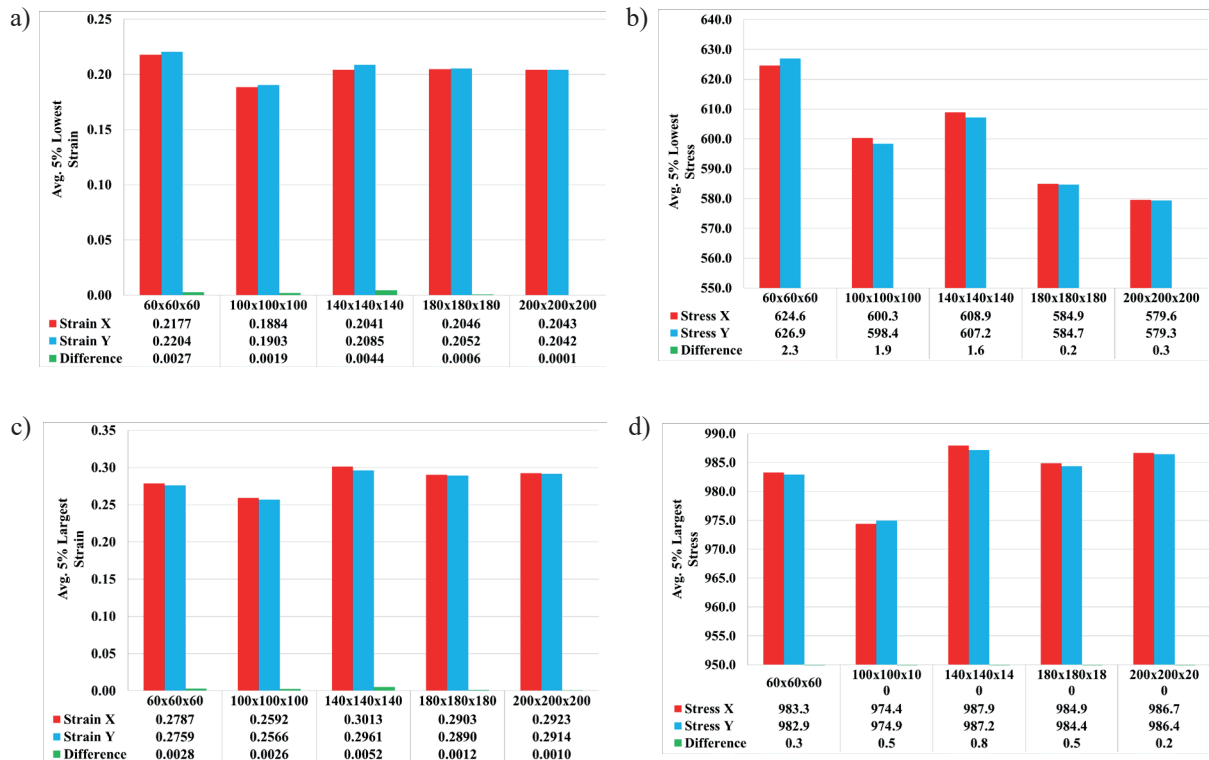 a)
Avg. 5% Lowest
Strain
0.25
0.20
0.15
0.10
0.05
0.00
60x60x60 100x100x100 140x140x140 180x180x180 200x200x200
Strain X 0.2177 0.1884 0.2041 0.2046 0.2043
Strain Y 0.2204 0.1903 0.2085 0.2052 0.2042
Difference 0.0027 0.0019 0.0044 0.0006 0.0001
b)
Avg. 5% Lowest
Stress
640.0
630.0
620.0
610.0
600.0
590.0
580.0
570.0
560.0
550.0
60x60x60 100x100x100 140x140x140 180x180x180 200x200x200
Stress X 624.6 600.3 608.9 584.9 579.6
Stress Y 626.9 598.4 607.2 584.7 579.3
Difference 2.3 1.9 1.6 0.2 0.3
c)
Avg. 5% Largest
Strain
0.35
0.30
0.25
0.20
0.15
0.10
0.05
0.00
60x60x60 100x100x100 140x140x140 180x180x180 200x200x200
Strain X 0.2787 0.2592 0.3013 0.2903 0.2923
Strain Y 0.2759 0.2566 0.2961 0.2890 0.2914
Difference 0.0028 0.0026 0.0052 0.0012 0.0010
d)
Avg. 5% Largest
Stress
990.0
985.0
980.0
975.0
970.0
965.0
960.0
955.0
950.0
60x60x60 100x100x10 140x140x14 180x180x18 200x200x20
0 0 0 0
Stress X 983.3 974.4 987.9 984.9 986.7
Stress Y 982.9 974.9 987.2 984.4 986.4
Difference 0.3 0.5 0.8 0.5 0.2